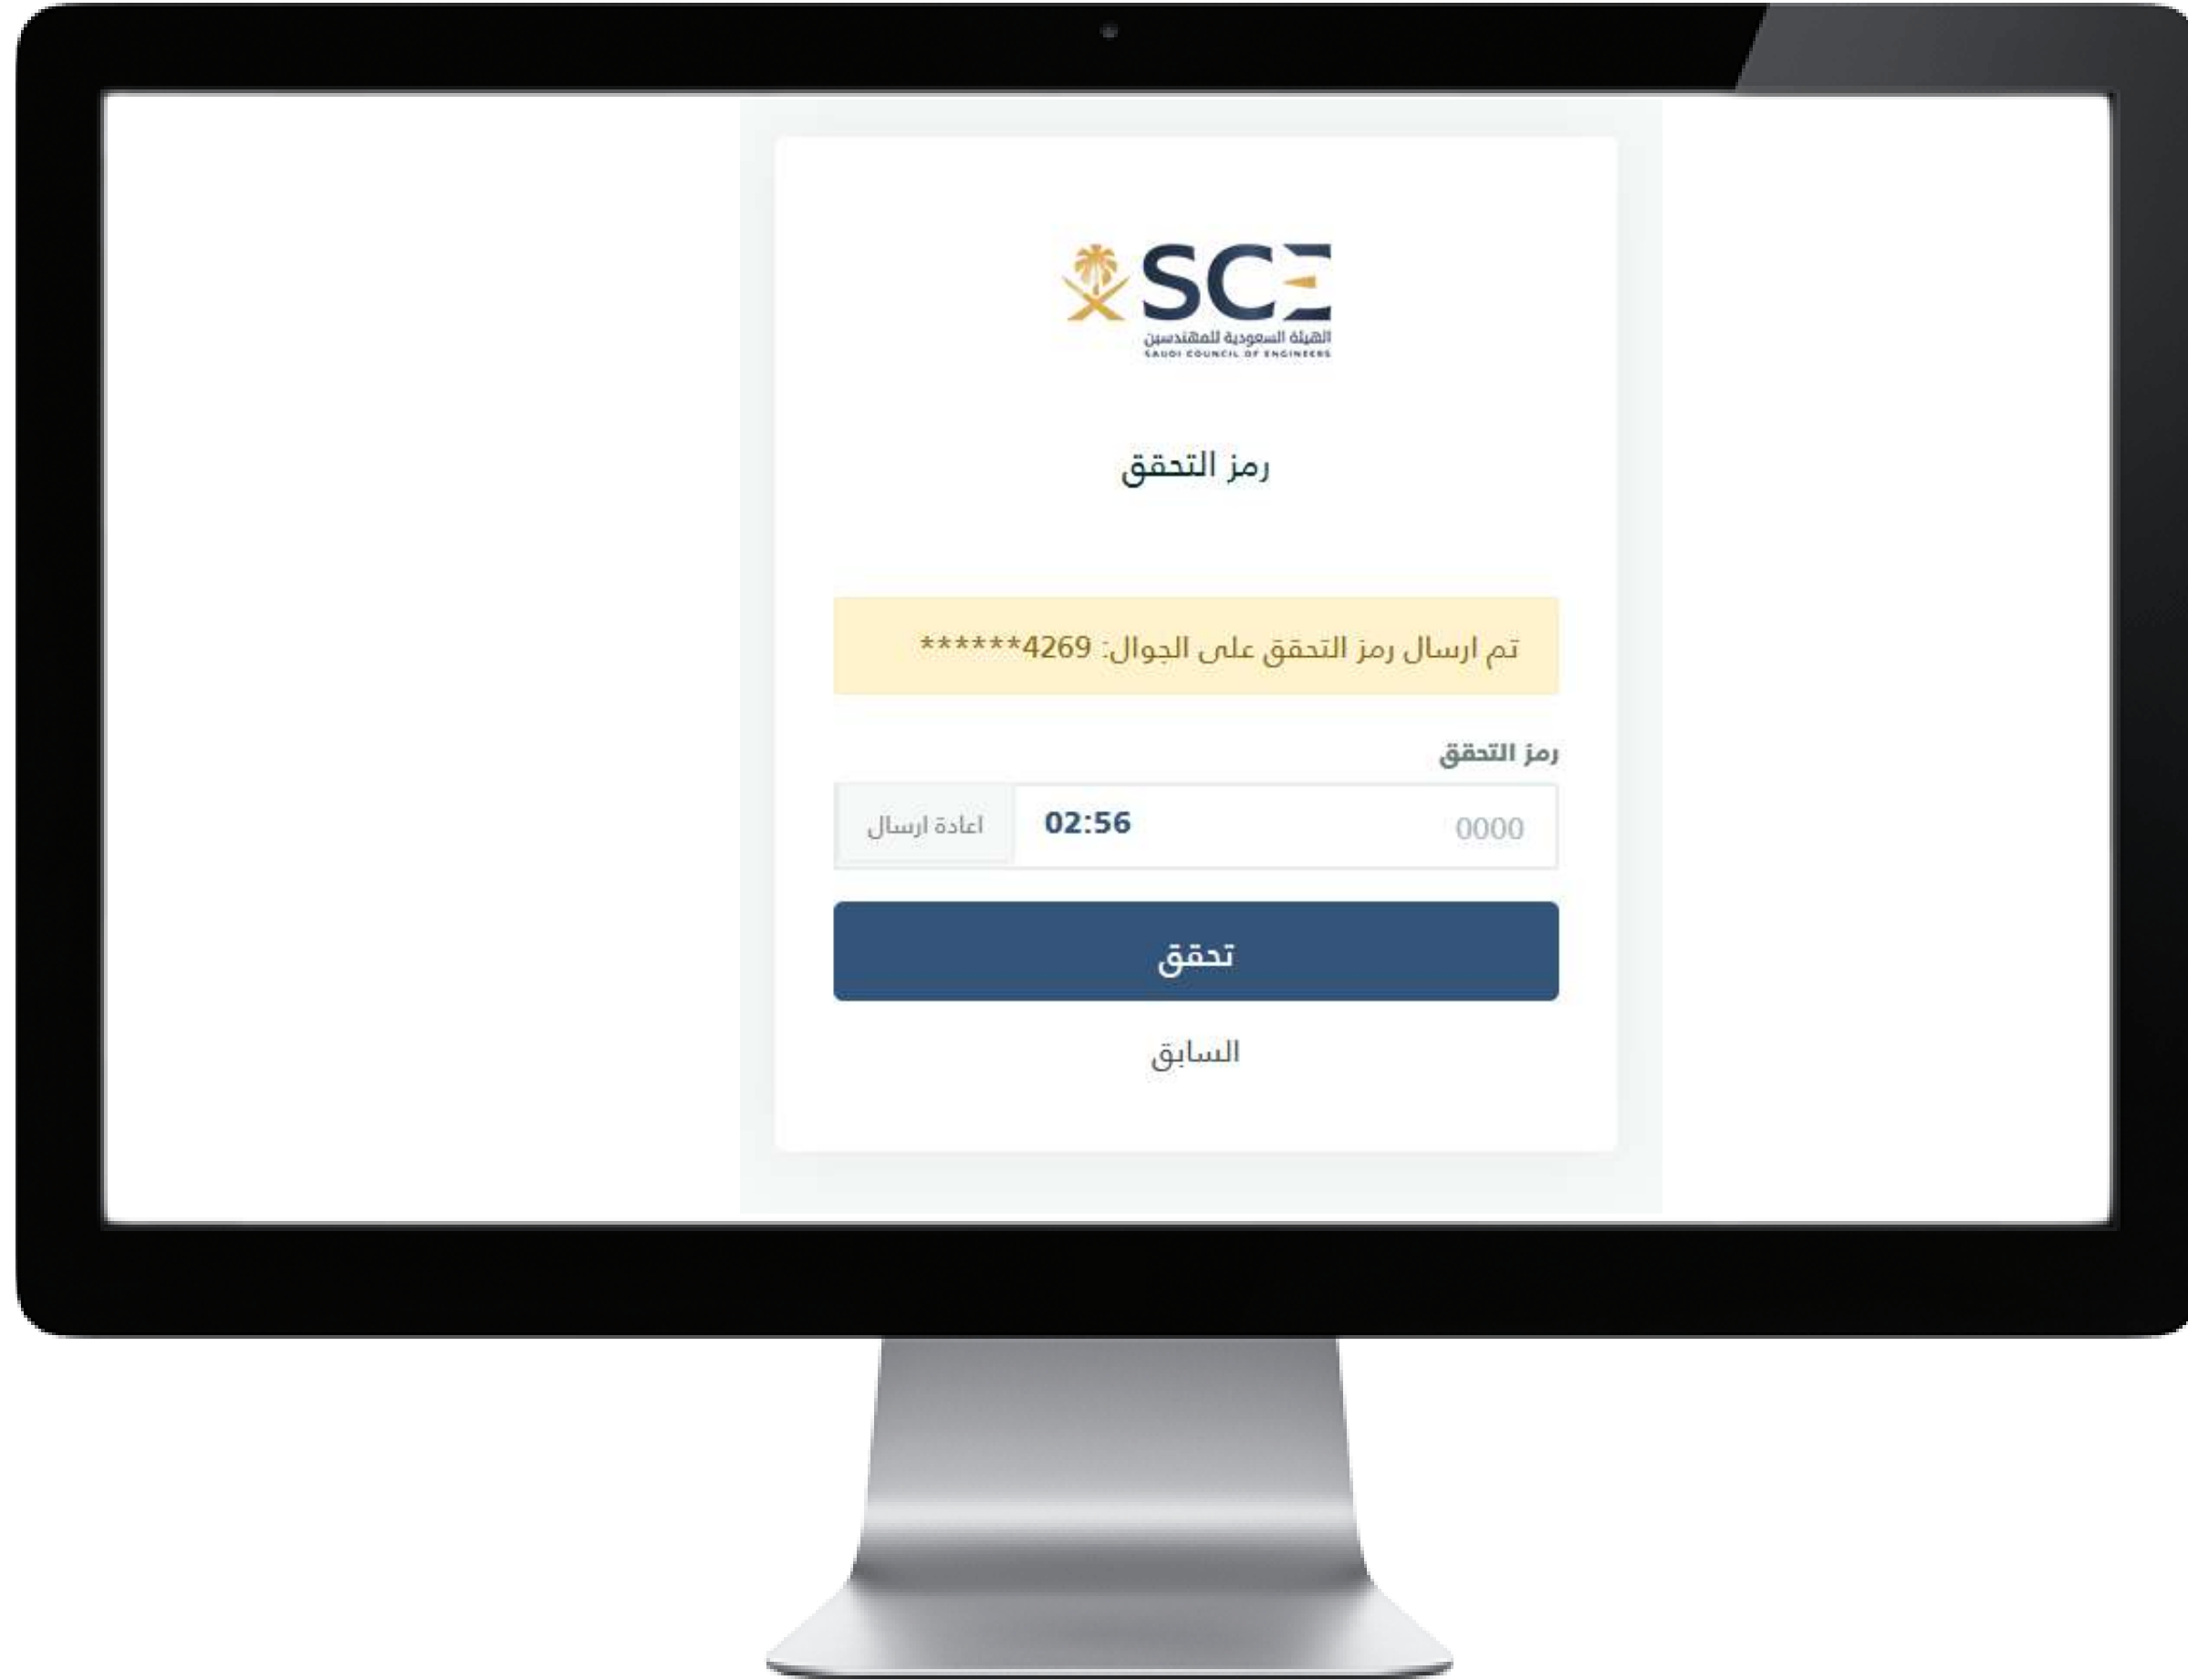 SCE
الهيئة السعودية للمهندسين
SAUDI COUNCIL OF ENGINEERS
رمز التحقق
تم ارسال رمز التحقق على الجوال: 4269******
رمز التحقق
0000 02:56 اعادة ارسال
تحقق
السابق